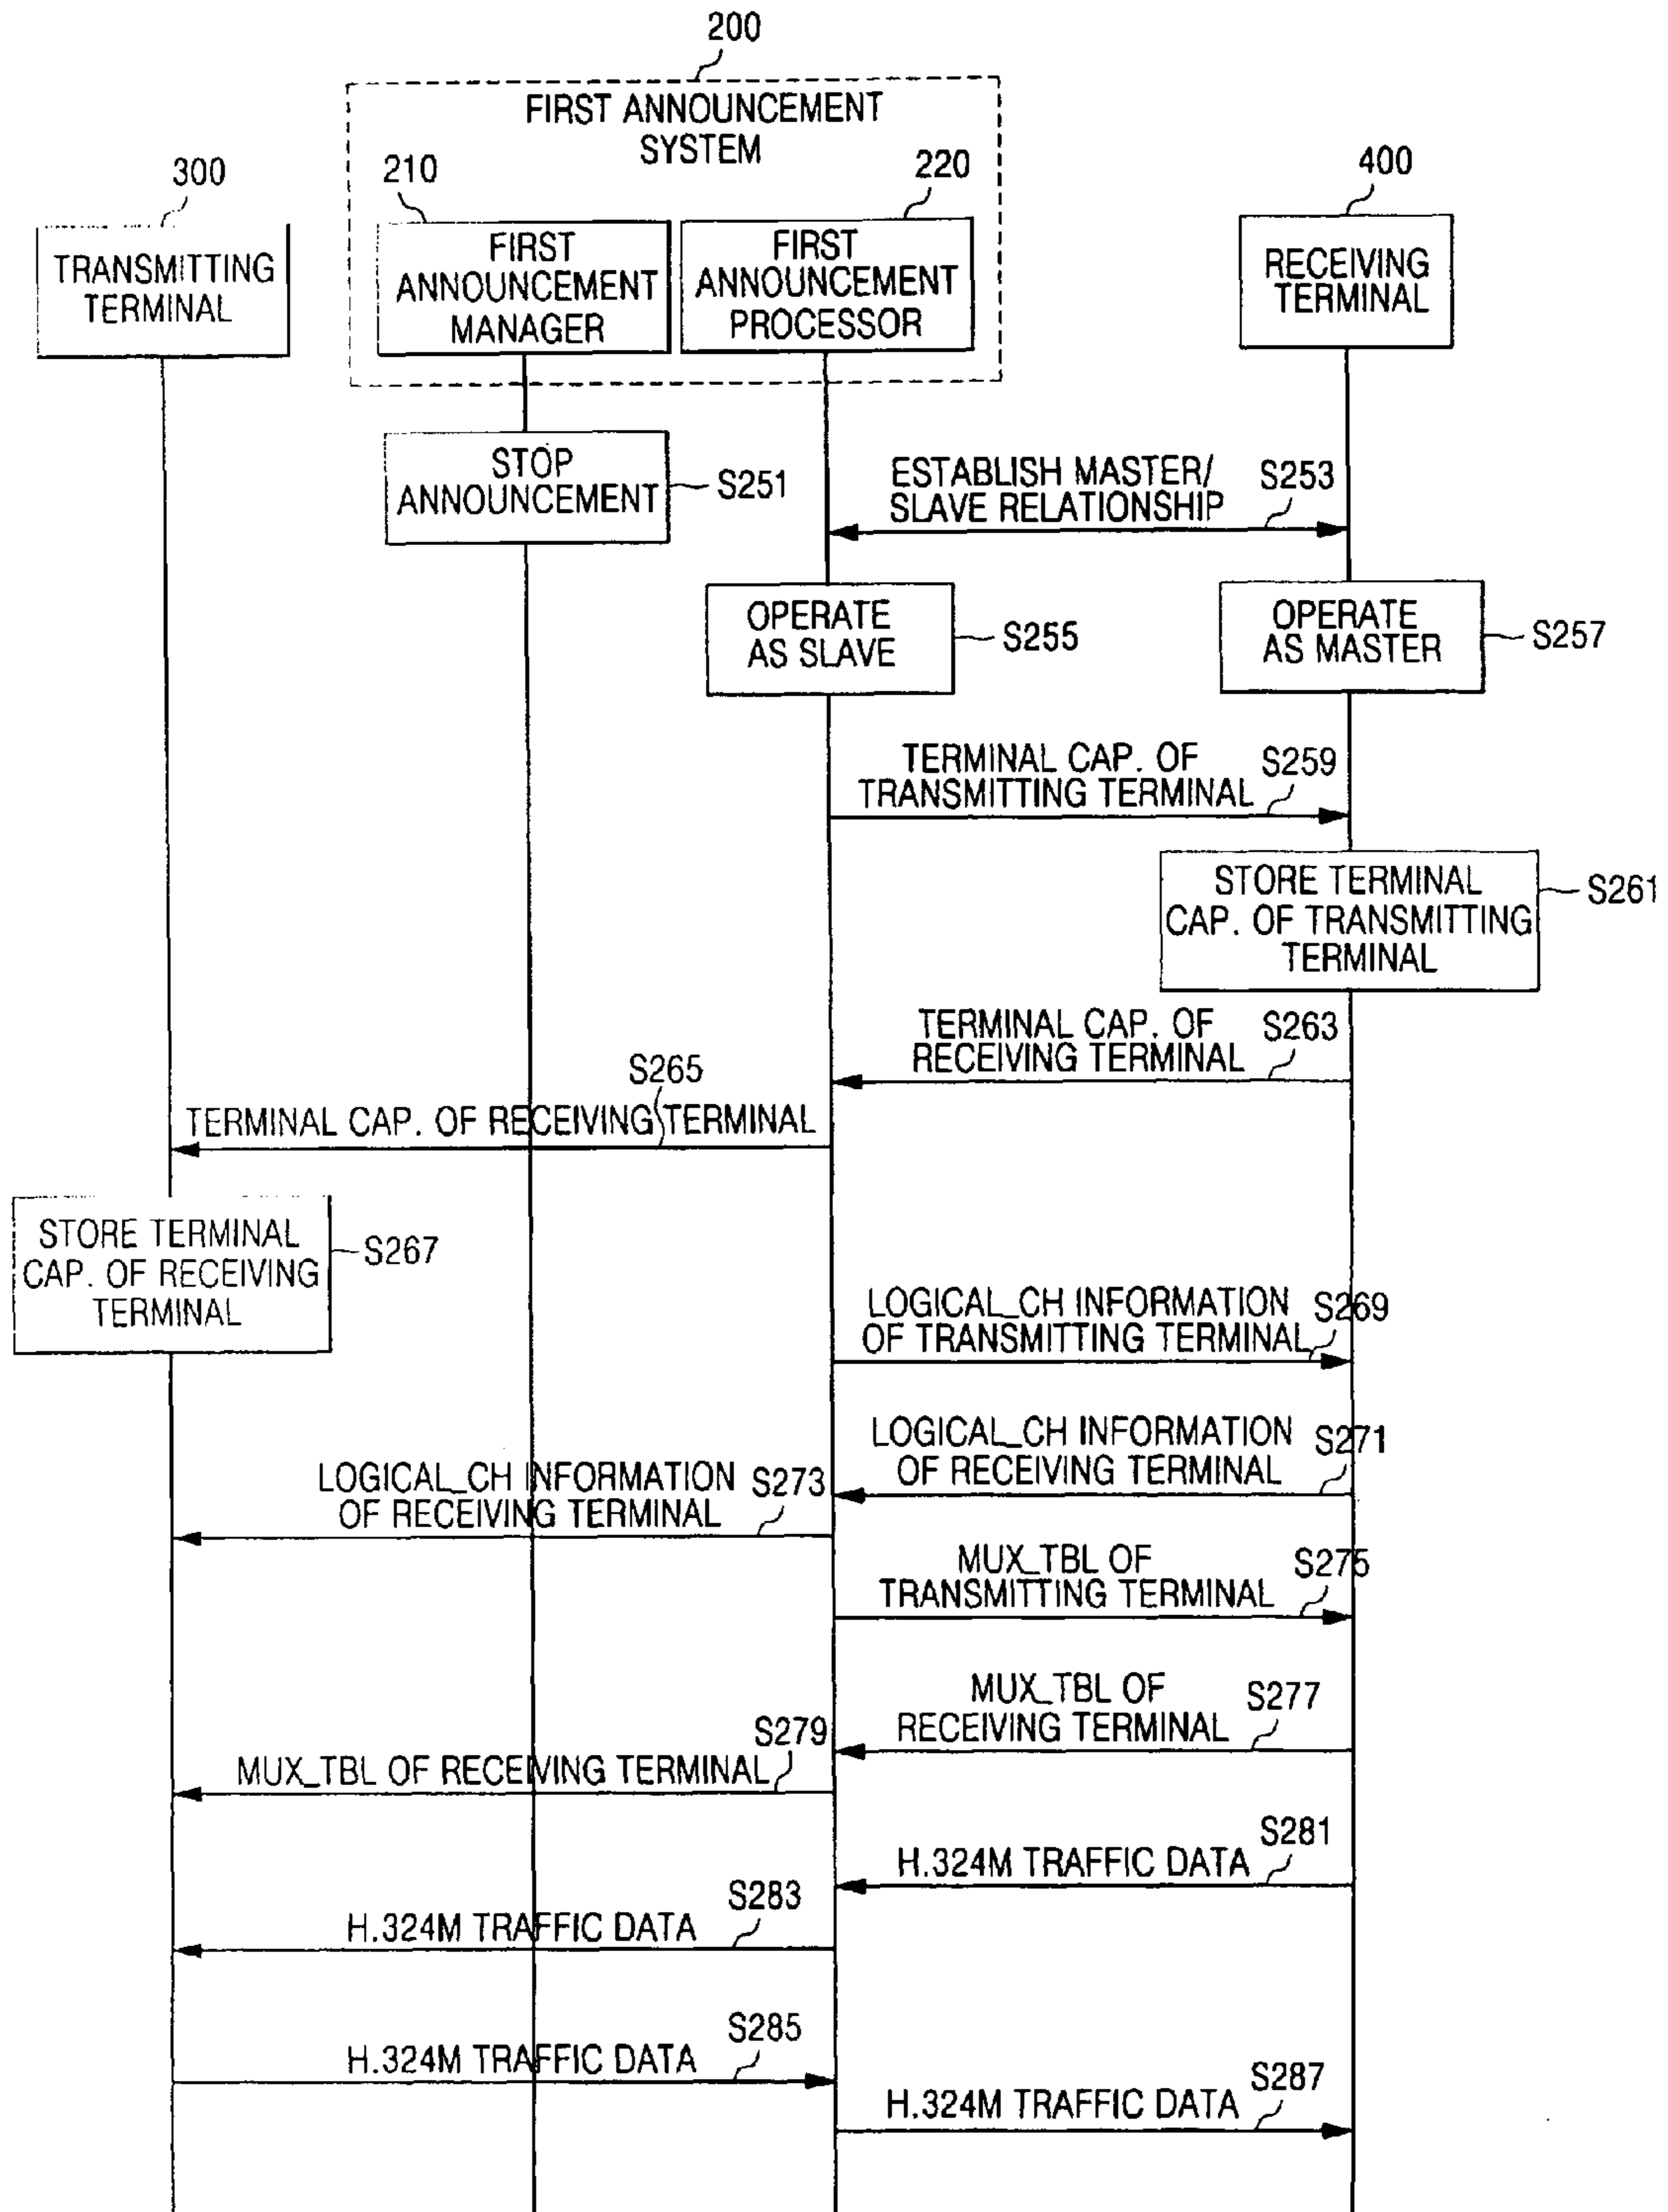 200
FIRST ANNOUNCEMENT
SYSTEM
300
210
220
400
TRANSMITTING
TERMINAL
FIRST
ANNOUNCEMENT
MANAGER
FIRST
ANNOUNCEMENT
PROCESSOR
RECEIVING
TERMINAL
STOP
ANNOUNCEMENT
S251
ESTABLISH MASTER/
SLAVE RELATIONSHIP
S253
OPERATE
AS SLAVE
S255
OPERATE
AS MASTER
S257
TERMINAL CAP. OF
TRANSMITTING TERMINAL
S259
STORE TERMINAL
CAP. OF TRANSMITTING
TERMINAL
S261
TERMINAL CAP. OF
RECEIVING TERMINAL
S263
S265
TERMINAL CAP. OF RECEIVING TERMINAL
STORE TERMINAL
CAP. OF RECEIVING
TERMINAL
S267
LOGICAL_CH INFORMATION
OF TRANSMITTING TERMINAL
S269
LOGICAL_CH INFORMATION
OF RECEIVING TERMINAL
S271
LOGICAL_CH INFORMATION
OF RECEIVING TERMINAL
S273
MUX_TBL OF
TRANSMITTING TERMINAL
S275
MUX_TBL OF
RECEIVING TERMINAL
S277
S279
MUX_TBL OF RECEIVING TERMINAL
S281
H.324M TRAFFIC DATA
S283
H.324M TRAFFIC DATA
S285
H.324M TRAFFIC DATA
S287
H.324M TRAFFIC DATA